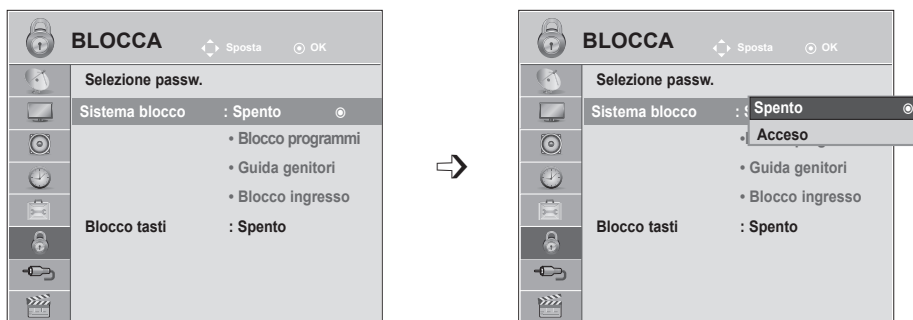 BLOCCA Sposta OK
Selezione passw.
Sistema blocco : Spento
• Blocco programmi
• Guida genitori
• Blocco ingresso
Blocco tasti : Spento
BLOCCA Sposta OK
Selezione passw.
Sistema blocco : Spento
Acceso
• Guida genitori
• Blocco ingresso
Blocco tasti : Spento